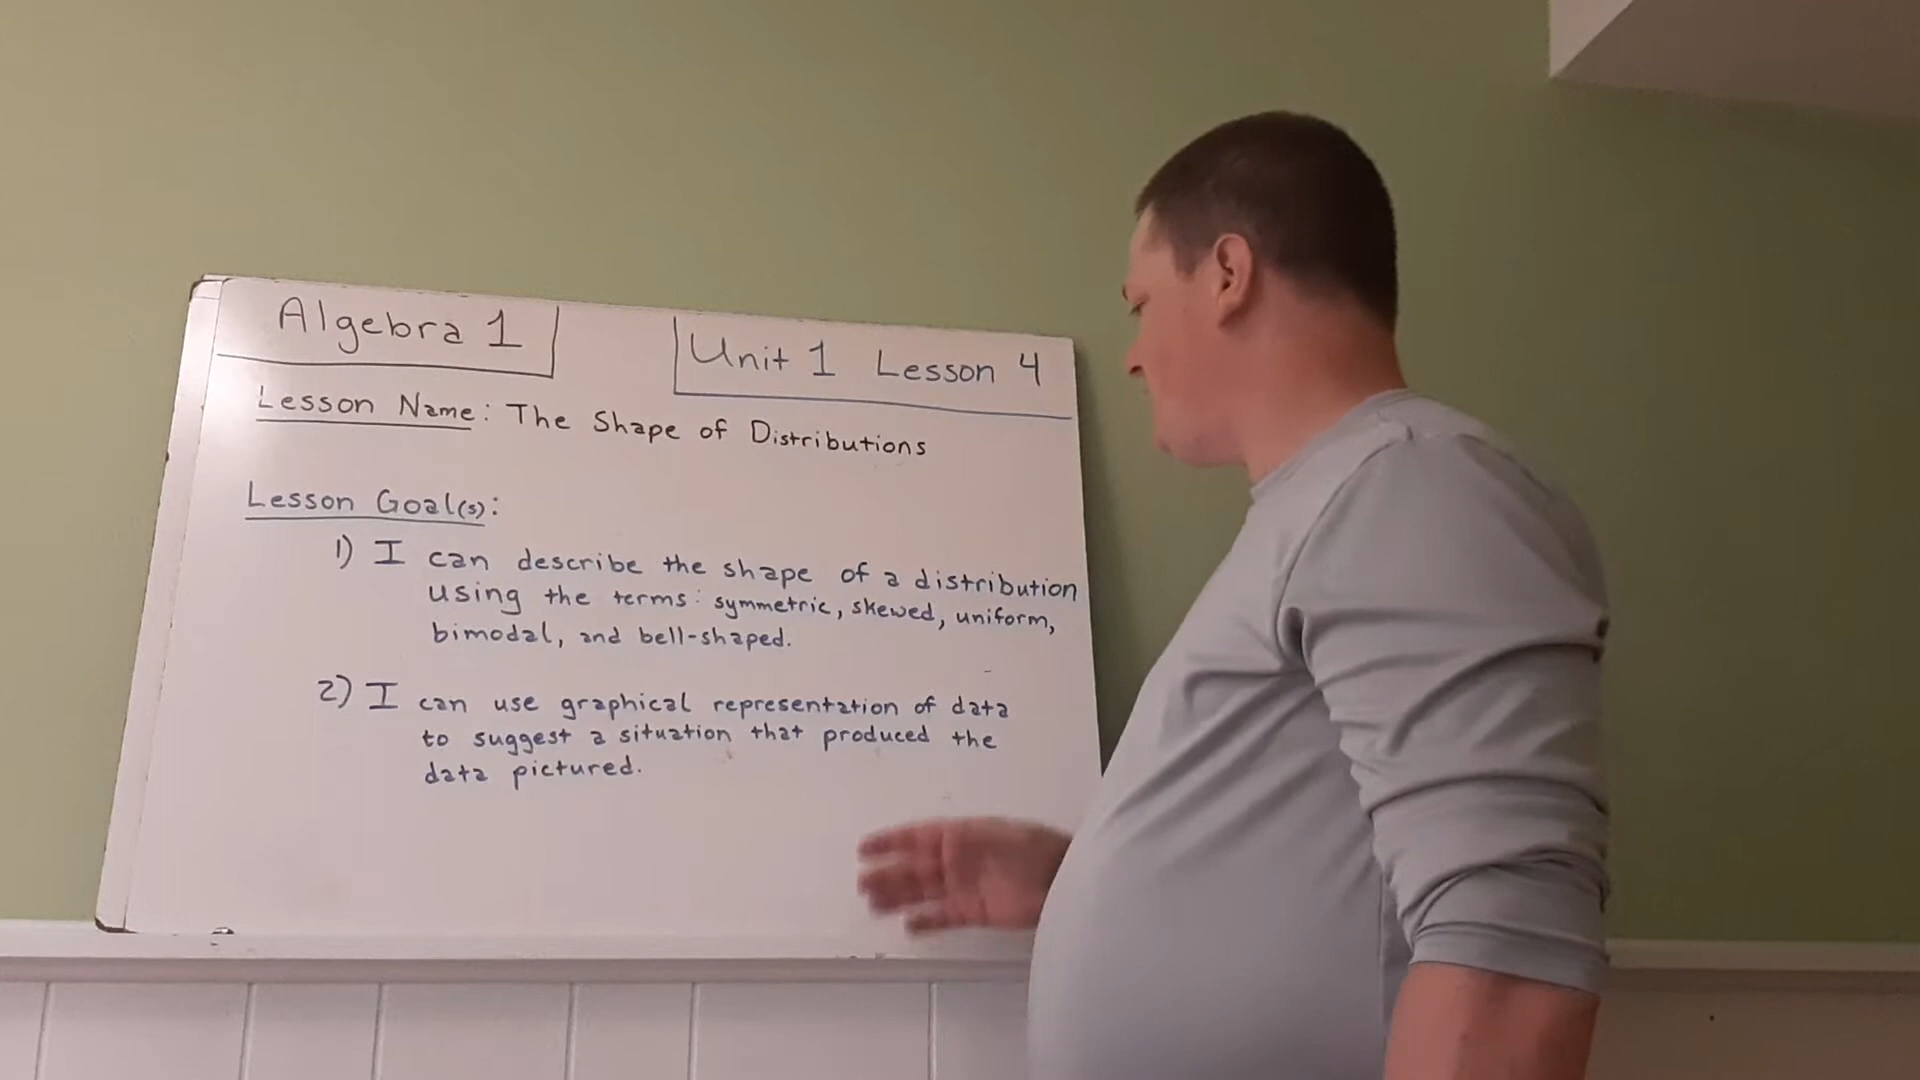 Algebra 1
Unit 1 Lesson 4
Lesson Name: The Shape of Distributions
Lesson Goal(s):
1) I can describe the shape of a distribution
using the terms: symmetric, skewed, uniform,
bimodal, and bell-shaped.
2) I can use graphical representation of data
to suggest a situation that produced the
data pictured.